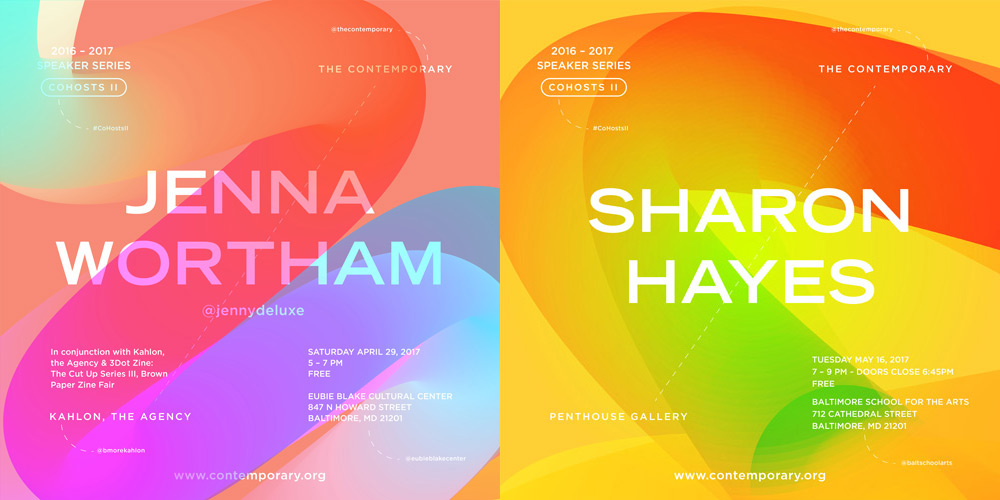 2016 – 2017
SPEAKER SERIES
COHOSTS II
#CoHostsII
@thecontemporary
THE CONTEMPORARY
JENNA
WORTHAM
@jennydeluxe
In conjunction with Kahlon,
the Agency & 3Dot Zine:
The Cut Up Series III, Brown
Paper Zine Fair
KAHLON, THE AGENCY
@bmorekahlon
SATURDAY APRIL 29, 2017
5 – 7 PM
FREE
EUBIE BLAKE CULTURAL CENTER
847 N HOWARD STREET
BALTIMORE, MD 21201
@eubieblakecenter
www.contemporary.org
2016 – 2017
SPEAKER SERIES
COHOSTS II
#CoHostsII
@thecontemporary
THE CONTEMPORARY
SHARON
HAYES
PENTHOUSE GALLERY
TUESDAY MAY 16, 2017
7 – 9 PM - DOORS CLOSE 6:45PM
FREE
BALTIMORE SCHOOL FOR THE ARTS
712 CATHEDRAL STREET
BALTIMORE, MD 21201
@baltschoolarts
www.contemporary.org